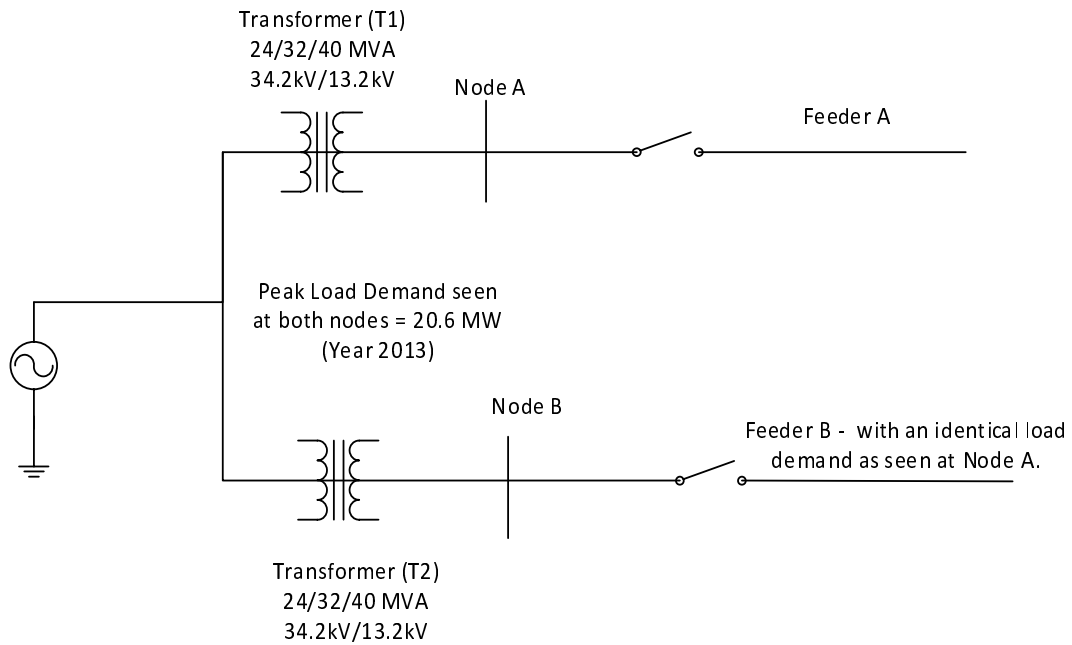 Transformer (T1)
24/32/40 MVA
34.2kV/13.2kV
Node A
Feeder A
Peak Load Demand seen
at both nodes = 20.6 MW
(Year 2013)
Node B
Feeder B - with an identical load
demand as seen at Node A.
Transformer (T2)
24/32/40 MVA
34.2kV/13.2kV